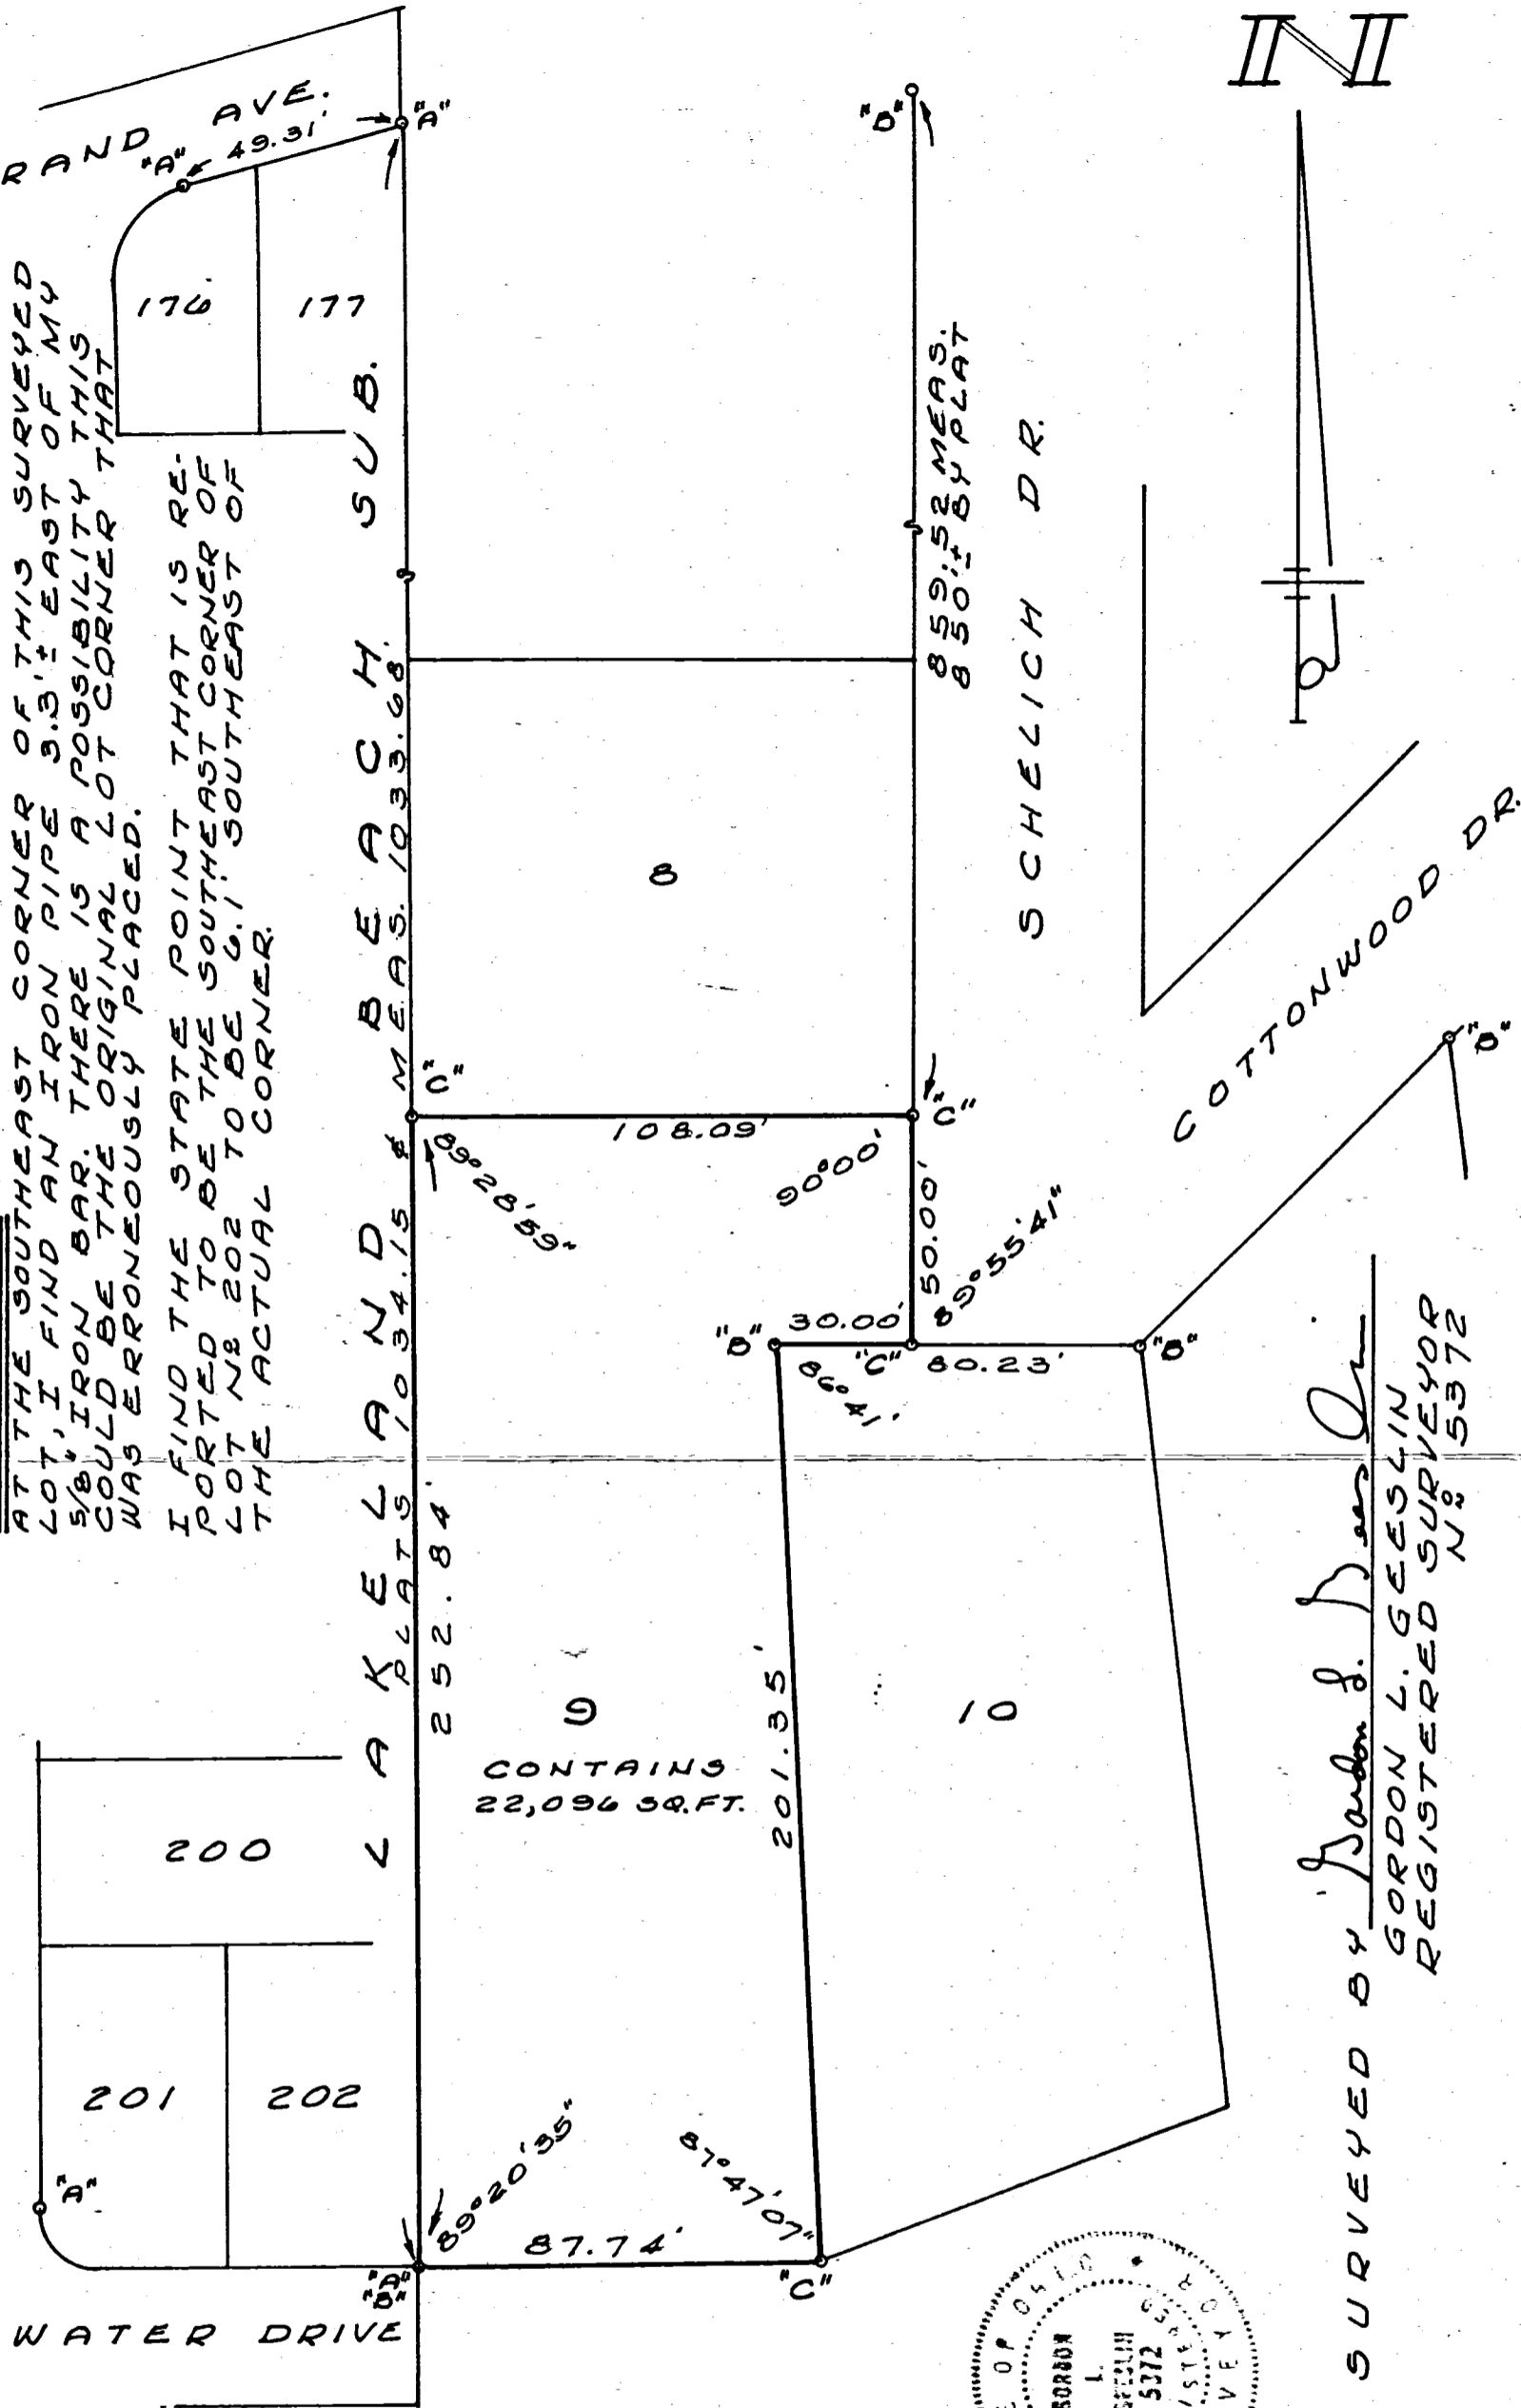 AT THE SOUTHEAST CORNER OF THIS SURVEYED
LOT, I FIND AN IRON PIPE 3.3'± EAST OF MY
5/8" IRON BAR. THERE IS A POSSIBILITY THIS
COULD BE THE ORIGINAL LOT CORNER THAT
WAS ERRONEOUSLY PLACED.
I FIND THE STATE POINT THAT IS RE-
PORTED TO BE THE SOUTHEAST CORNER OF
LOT Nº 202 TO BE 6.1' SOUTHEAST OF
THE ACTUAL CORNER.
RAND AVE.
"A"
49.31'
"A"
176
177
"B"
N
LAKELAND BEACH SUB.
PLATS 1034.15 & MEAS. 1033.68
252.84'
859.52 MEAS.
850'± BY PLAT
SCHELICH DR.
COTTONWOOD DR.
8
"C"
108.09'
"C"
89°28'59"
90°00'
50.00'
89°55'41"
"B"
30.00'
"C"
80.23'
"B"
"B"
86°41'
201.35'
9
CONTAINS
22,096 SQ.FT.
10
200
201
202
"A"
89°20'35"
87°47'07"
87.74'
"A"
"B"
"C"
WATER DRIVE
SURVEYED BY Gordon L. Geeslin
GORDON L. GEESLIN
REGISTERED SURVEYOR
Nº 5372
OF OHIO
GORDON
L.
GEESLIN
5372